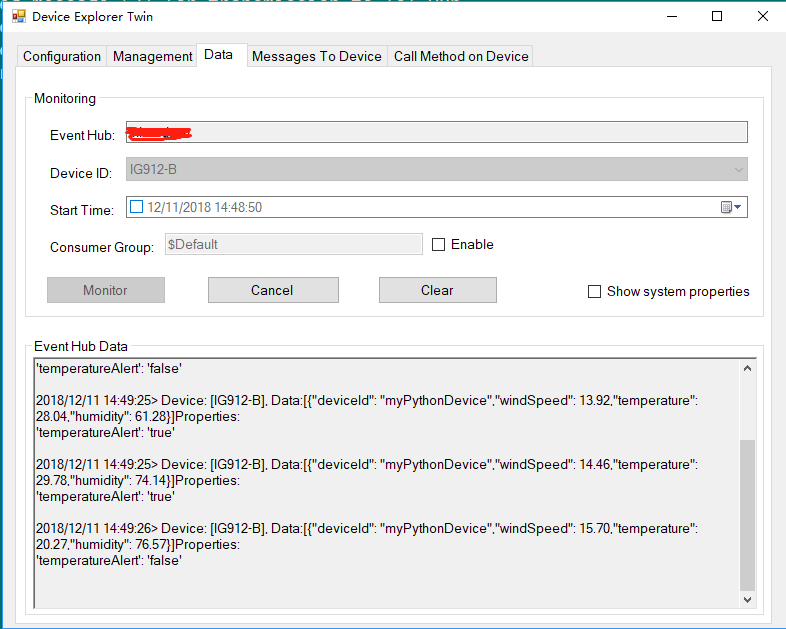 Device Explorer Twin
Configuration Management Data Messages To Device Call Method on Device
Monitoring
Event Hub:
Device ID: IG912-B
Start Time: 12/11/2018 14:48:50
Consumer Group: $Default Enable
Monitor Cancel Clear Show system properties
Event Hub Data
'temperatureAlert': 'false'
2018/12/11 14:49:25> Device: [IG912-B], Data:[{"deviceId": "myPythonDevice","windSpeed": 13.92,"temperature":
28.04,"humidity": 61.28}]Properties:
'temperatureAlert': 'true'
2018/12/11 14:49:25> Device: [IG912-B], Data:[{"deviceId": "myPythonDevice","windSpeed": 14.46,"temperature":
29.78,"humidity": 74.14}]Properties:
'temperatureAlert': 'true'
2018/12/11 14:49:26> Device: [IG912-B], Data:[{"deviceId": "myPythonDevice","windSpeed": 15.70,"temperature":
20.27,"humidity": 76.57}]Properties:
'temperatureAlert': 'false'